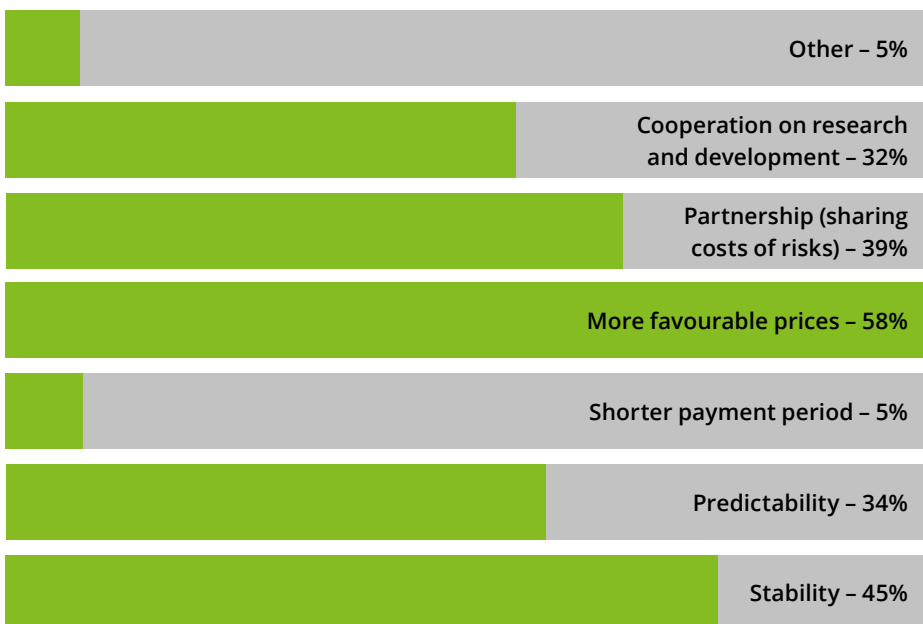 Other – 5%
Cooperation on research
and development – 32%
Partnership (sharing
costs of risks) – 39%
More favourable prices – 58%
Shorter payment period – 5%
Predictability – 34%
Stability – 45%